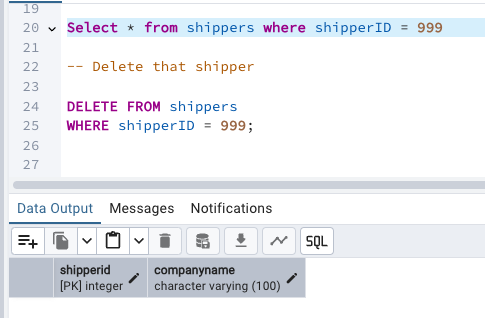 19
20 Select * from shippers where shipperID = 999
21
22 -- Delete that shipper
23
24 DELETE FROM shippers
25 WHERE shipperID = 999;
26
27
Data Output Messages Notifications
SQL
shipperid companyname
[PK] integer character varying (100)